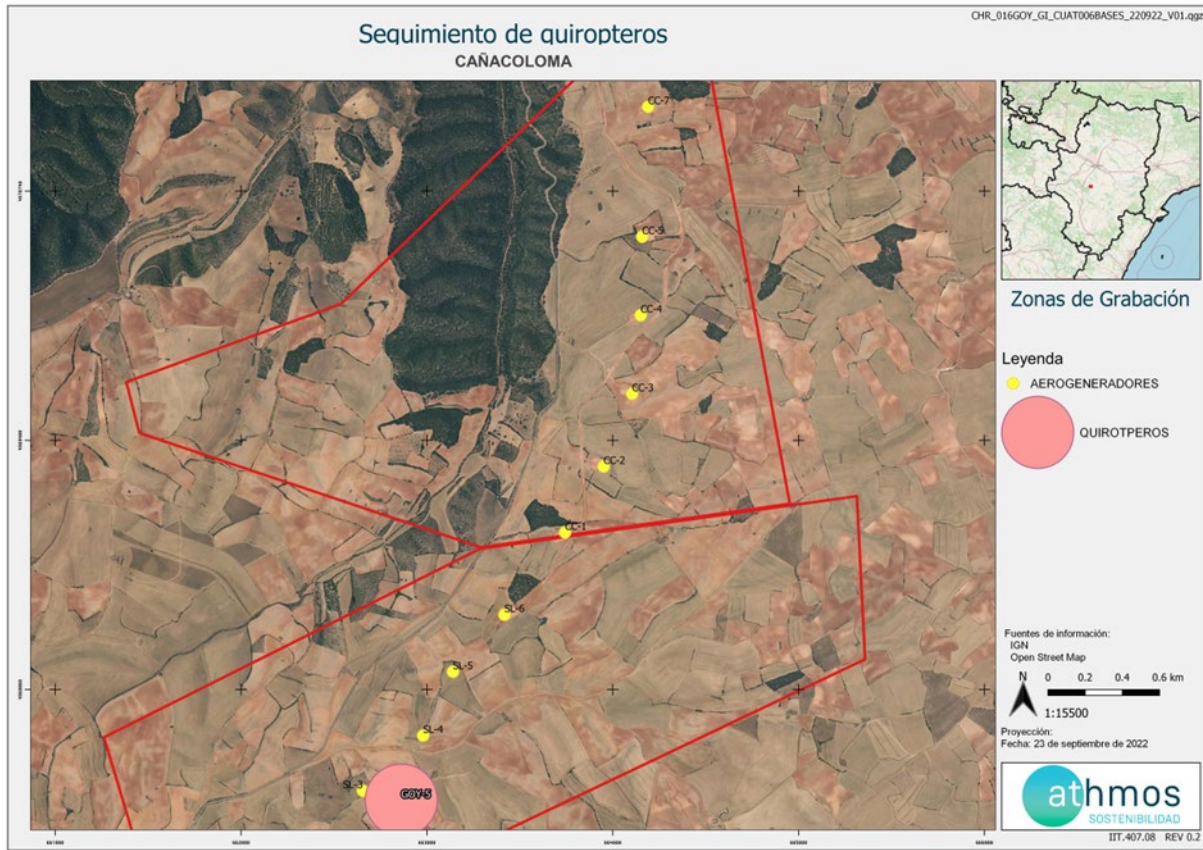 CHR_016GOY_GI_CUAT006BASES_220922_V01.qgz
Seguimiento de quiropteros
CAÑACOLOMA
CC-7
CC-5
CC-4
CC-3
CC-2
CC-1
SL-6
SL-5
SL-4
SL-3
GOY-5
Zonas de Grabación
Leyenda
AEROGENERADORES
QUIROTPEROS
Fuentes de información:
IGN
Open Street Map
N
0 0.2 0.4 0.6 km
1:15500
Proyección:
Fecha: 23 de septiembre de 2022
athmos
SOSTENIBILIDAD
IIT.407.08 REV 0.2